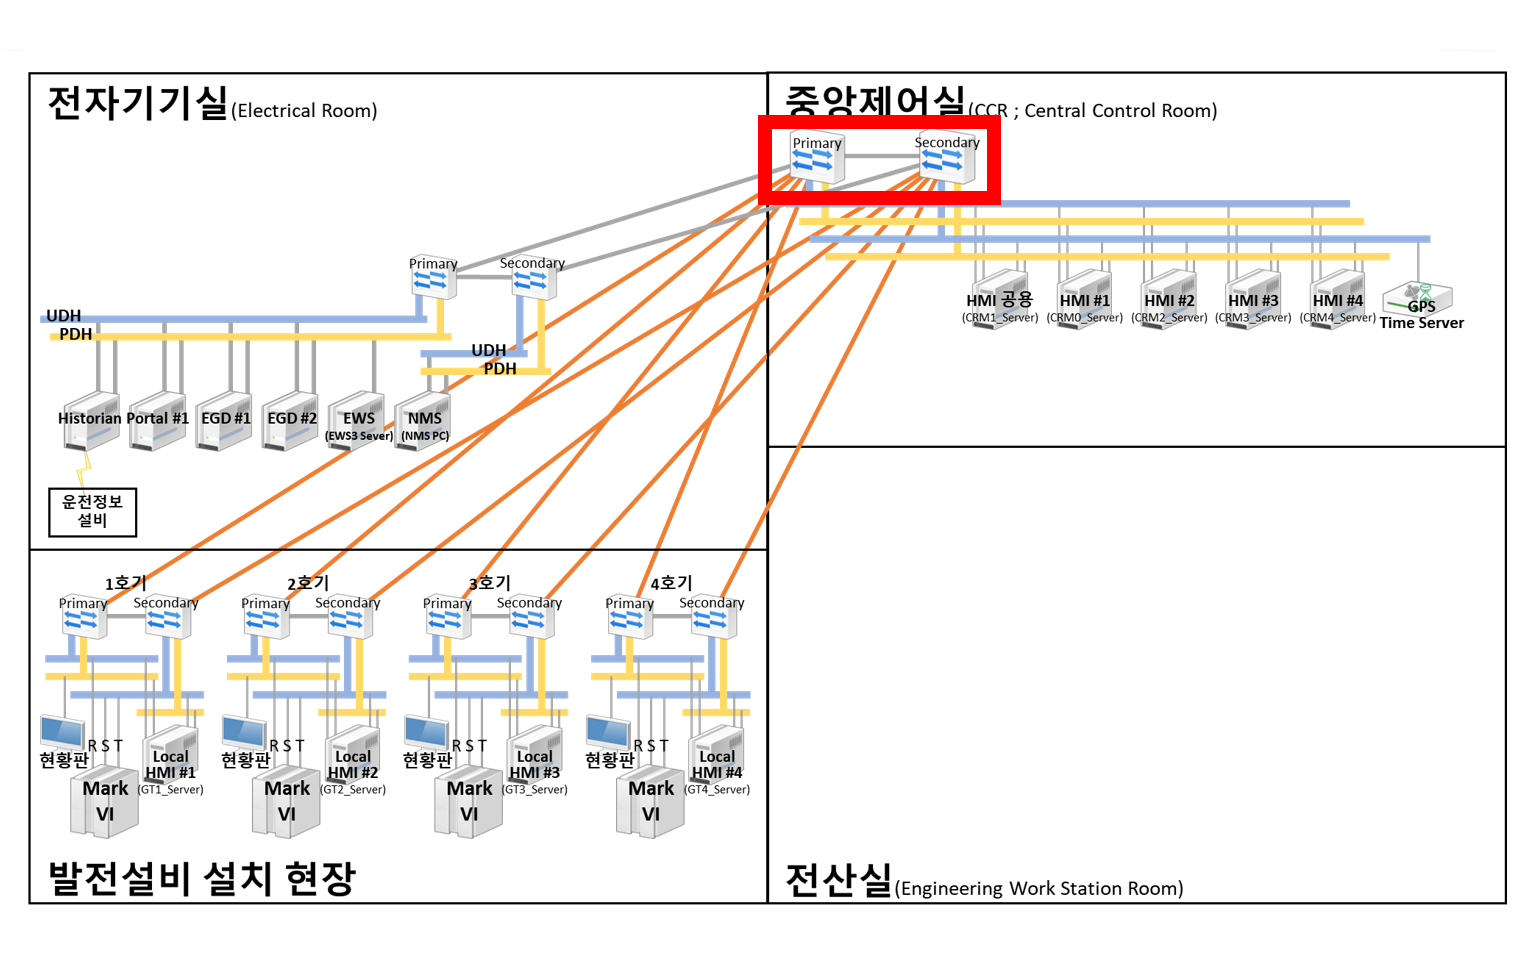 전자기기실(Electrical Room)
중앙제어실(CCR ; Central Control Room)
Primary
Secondary
Primary
Secondary
UDH
PDH
UDH
PDH
HMI 공용
(CRM1_Server)
HMI #1
(CRM0_Server)
HMI #2
(CRM2_Server)
HMI #3
(CRM3_Server)
HMI #4
(CRM4_Server)
GPS
Time Server
Historian
Portal #1
EGD #1
EGD #2
EWS
(EWS3 Sever)
NMS
(NMS PC)
운전정보
설비
1호기
Primary
Secondary
2호기
Primary
Secondary
3호기
Primary
Secondary
4호기
Primary
Secondary
현황판
R S T
Local
HMI #1
(GT1_Server)
Mark
VI
현황판
R S T
Local
HMI #2
(GT2_Server)
Mark
VI
현황판
R S T
Local
HMI #3
(GT3_Server)
Mark
VI
현황판
R S T
Local
HMI #4
(GT4_Server)
Mark
VI
발전설비 설치 현장
전산실(Engineering Work Station Room)